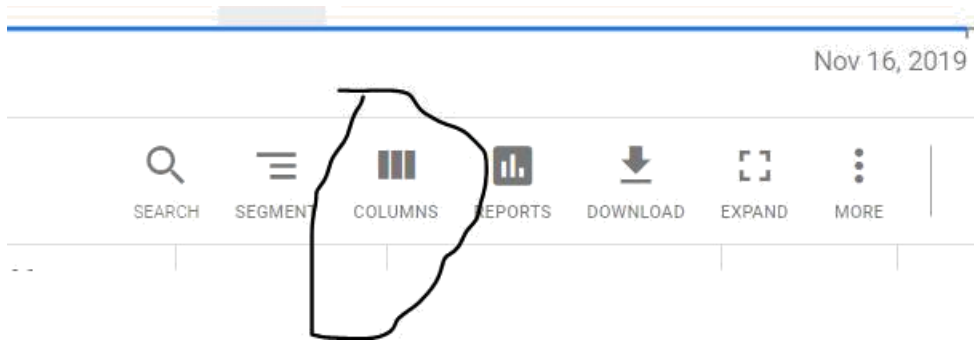 Nov 16, 2019
SEARCH SEGMENT COLUMNS REPORTS DOWNLOAD EXPAND MORE